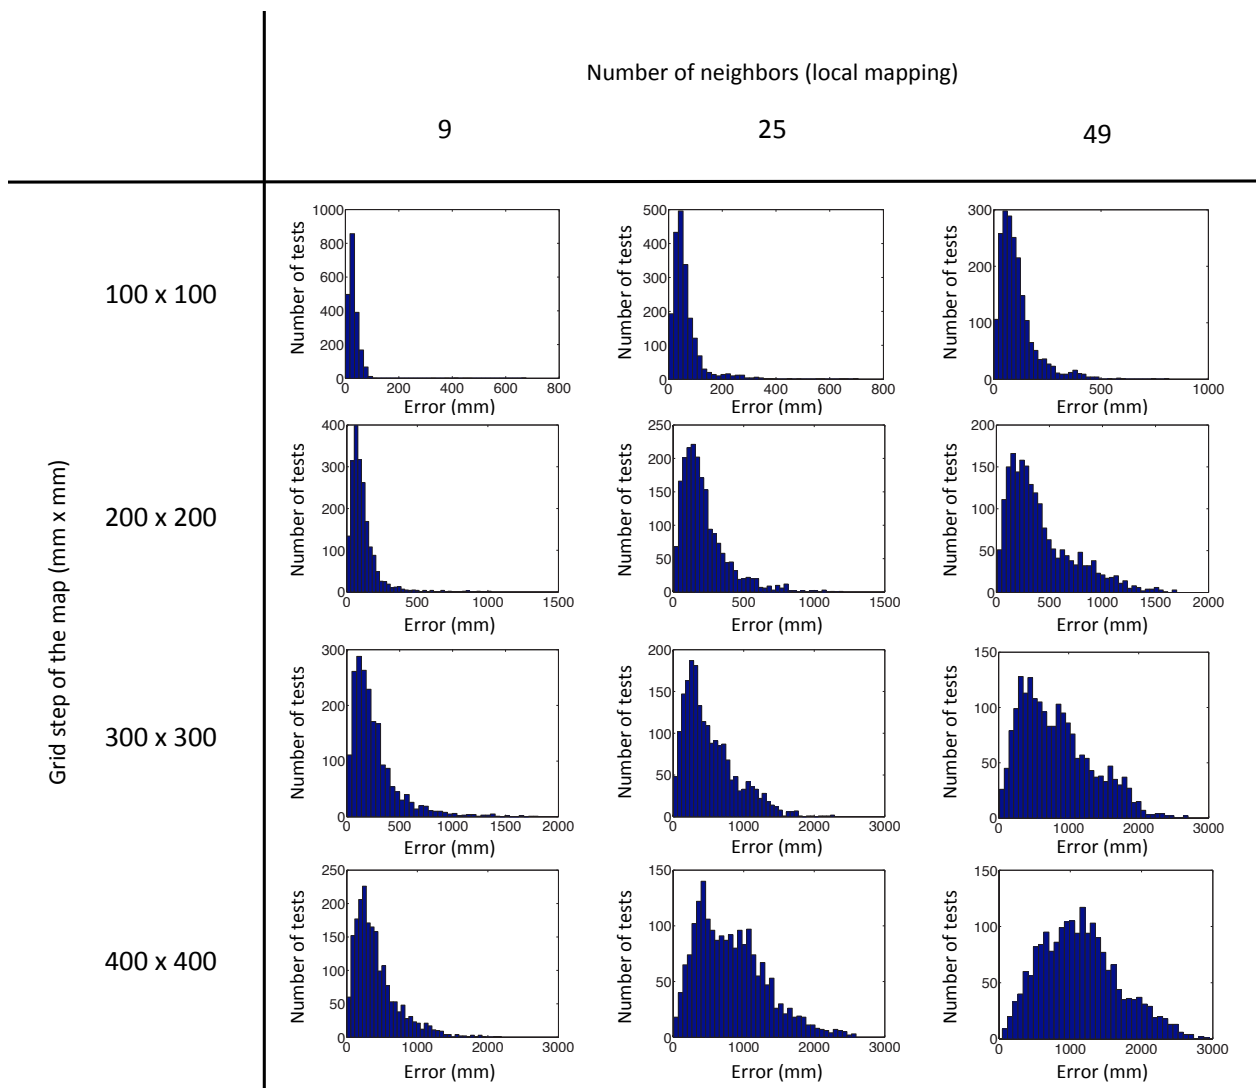 Number of neighbors (local mapping)
9 25 49
Grid step of the map (mm x mm)
100 x 100
Number of tests
1000
800
600
400
200
0
0 200 400 600 800
Error (mm)
Number of tests
500
400
300
200
100
0
0 200 400 600 800
Error (mm)
Number of tests
300
200
100
0
0 500 1000
Error (mm)
200 x 200
Number of tests
400
300
200
100
0
0 500 1000 1500
Error (mm)
Number of tests
250
200
150
100
50
0
0 500 1000 1500
Error (mm)
Number of tests
200
150
100
50
0
0 500 1000 1500 2000
Error (mm)
300 x 300
Number of tests
300
200
100
0
0 500 1000 1500 2000
Error (mm)
Number of tests
200
150
100
50
0
0 1000 2000 3000
Error (mm)
Number of tests
150
100
50
0
0 1000 2000 3000
Error (mm)
400 x 400
Number of tests
250
200
150
100
50
0
0 1000 2000 3000
Error (mm)
Number of tests
150
100
50
0
0 1000 2000 3000
Error (mm)
Number of tests
150
100
50
0
0 1000 2000 3000
Error (mm)